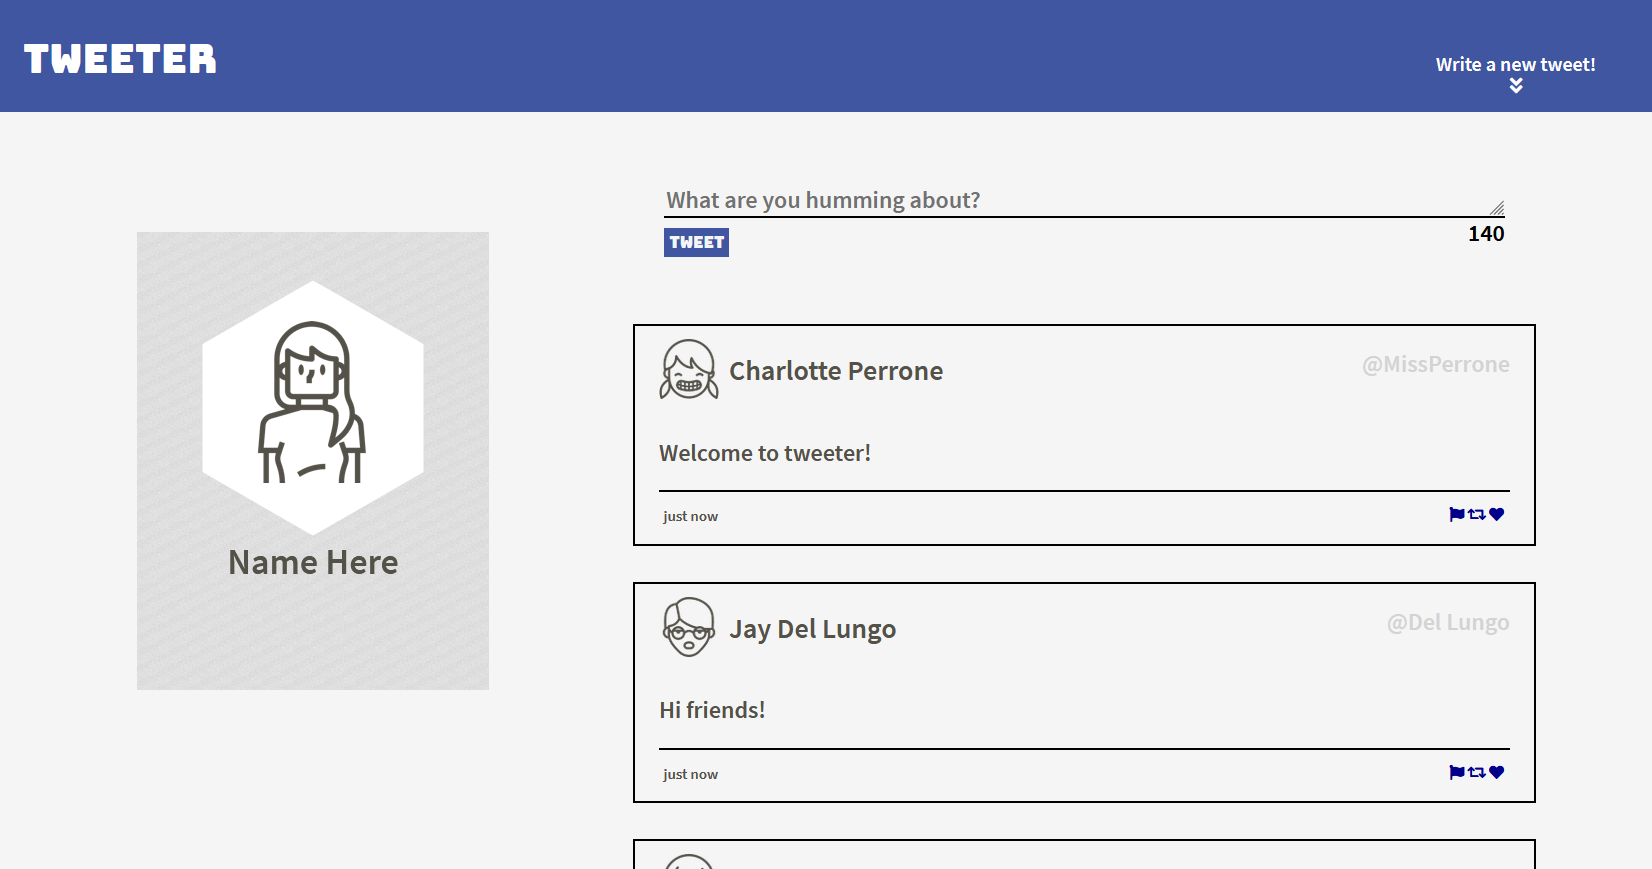 TWEETER
Write a new tweet!
What are you humming about?
TWEET
140
Name Here
Charlotte Perrone
@MissPerrone
Welcome to tweeter!
just now
Jay Del Lungo
@Del Lungo
Hi friends!
just now